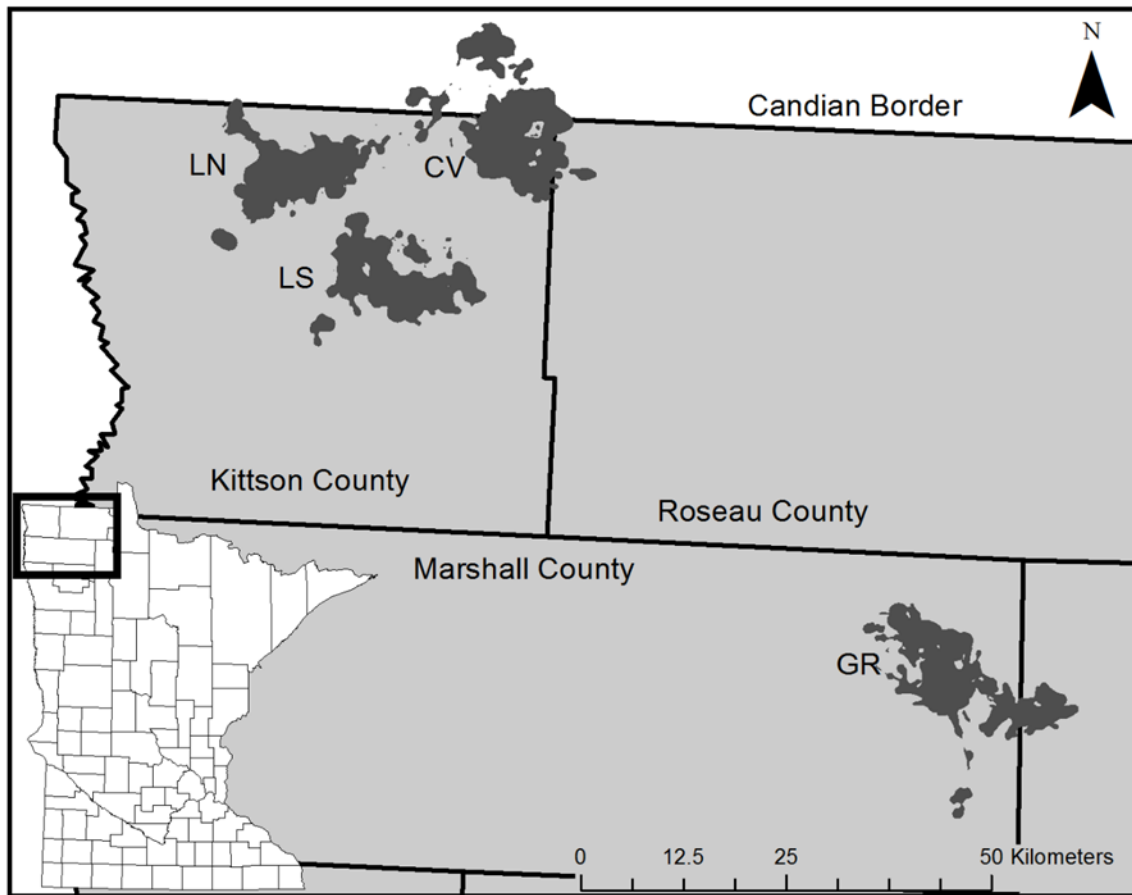 N
Candian Border
LN
CV
LS
Kittson County
Roseau County
Marshall County
GR
0 12.5 25 50 Kilometers